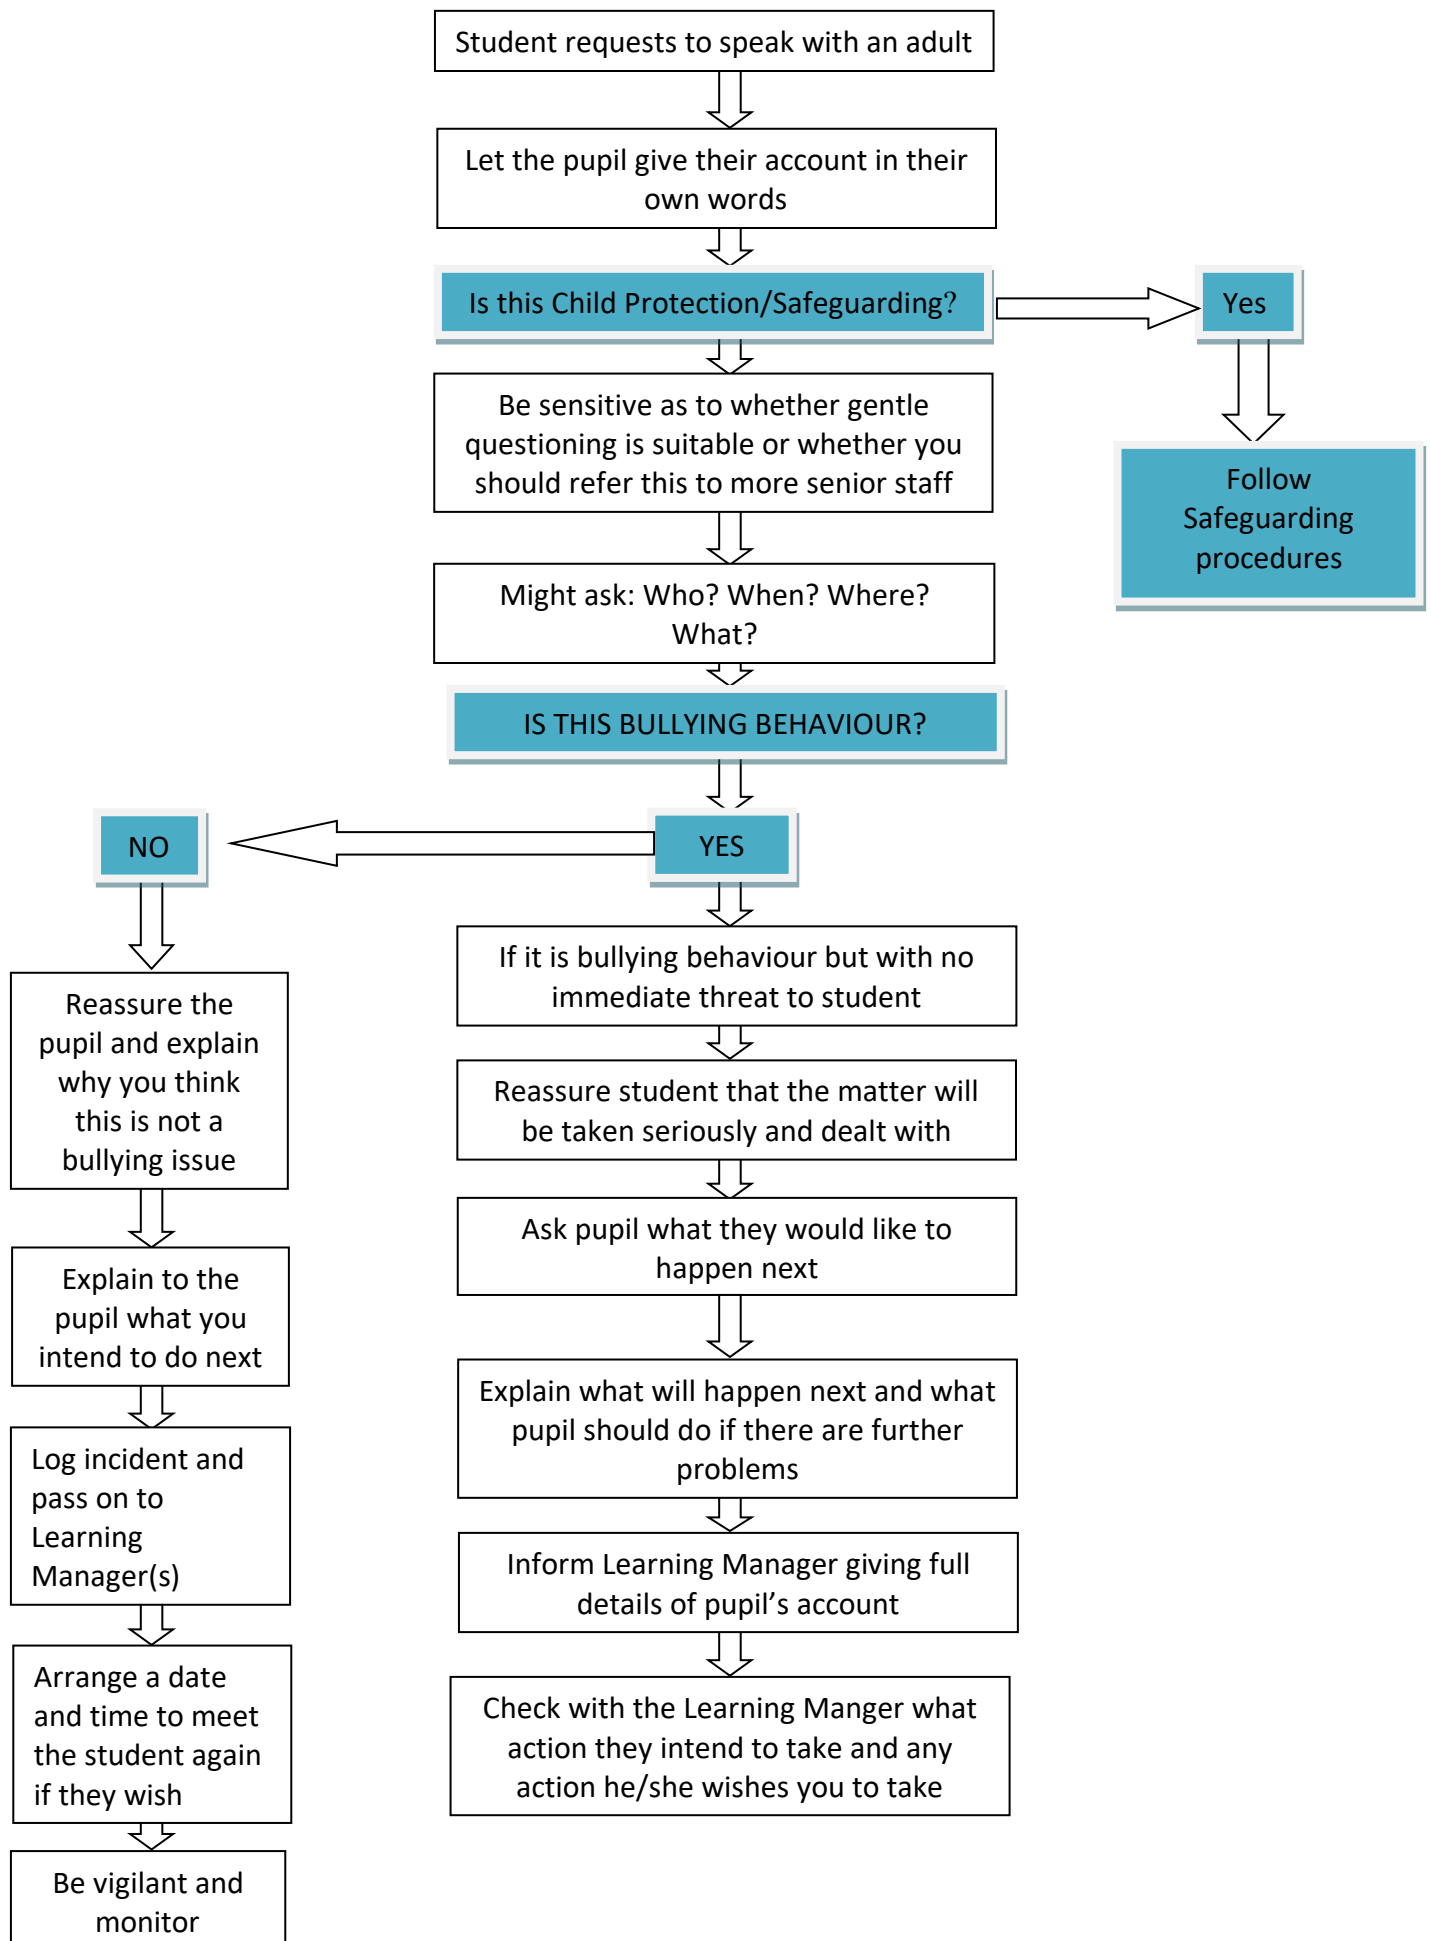 Student requests to speak with an adult
Let the pupil give their account in their
own words
Is this Child Protection/Safeguarding?
Yes
Be sensitive as to whether gentle
questioning is suitable or whether you
should refer this to more senior staff
Follow
Safeguarding
procedures
Might ask: Who? When? Where?
What?
IS THIS BULLYING BEHAVIOUR?
NO
YES
Reassure the
pupil and explain
why you think
this is not a
bullying issue
Explain to the
pupil what you
intend to do next
Log incident and
pass on to
Learning
Manager(s)
Arrange a date
and time to meet
the student again
if they wish
Be vigilant and
monitor
If it is bullying behaviour but with no
immediate threat to student
Reassure student that the matter will
be taken seriously and dealt with
Ask pupil what they would like to
happen next
Explain what will happen next and what
pupil should do if there are further
problems
Inform Learning Manager giving full
details of pupil’s account
Check with the Learning Manger what
action they intend to take and any
action he/she wishes you to take